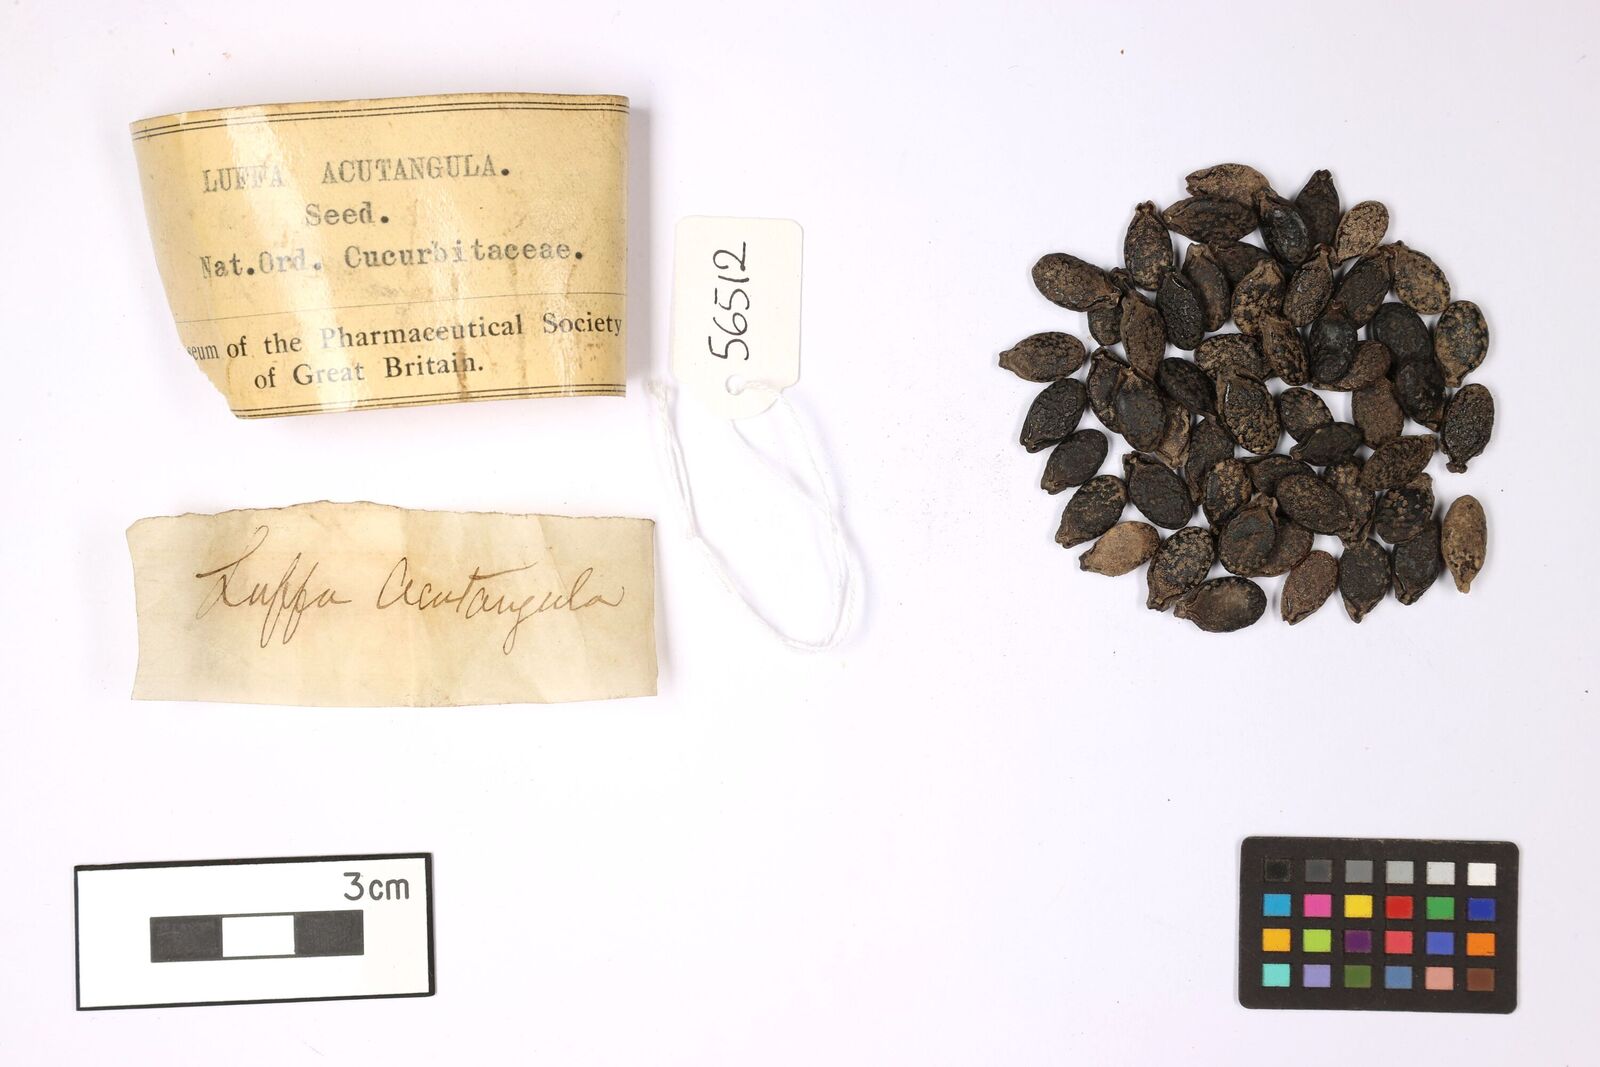 LUFFA ACUTANGULA.
Seed.
Nat.Ord. Cucurbitaceae.
seum of the Pharmaceutical Society
of Great Britain.
56512
Luffa Acutangula
3cm